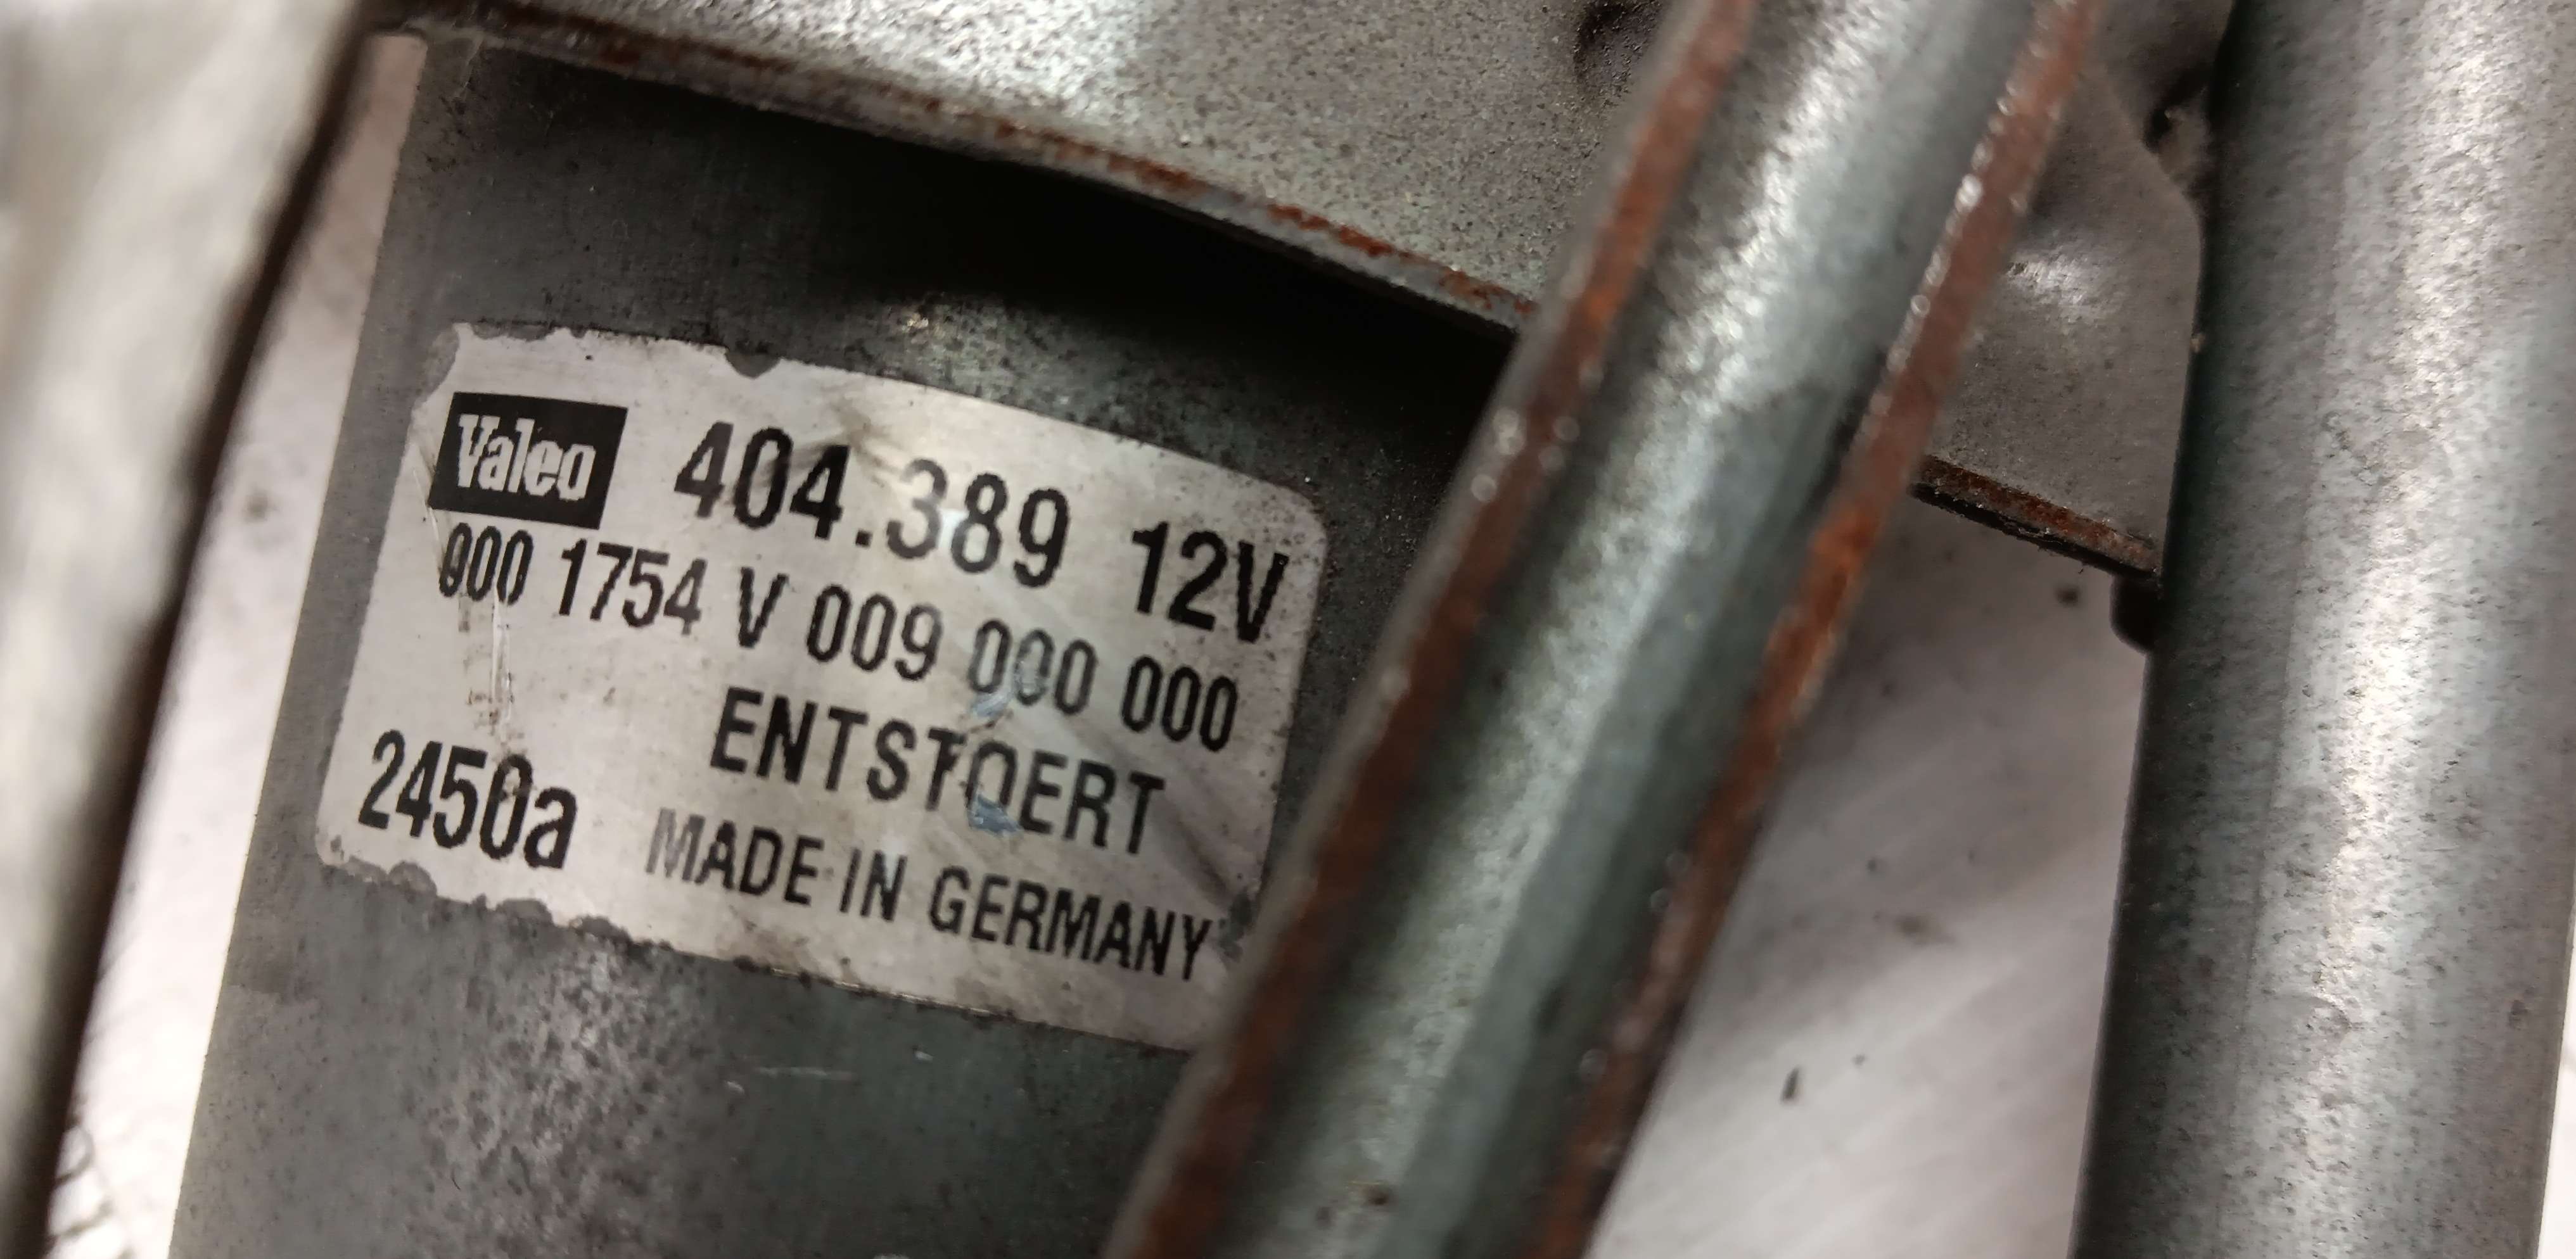 Valeo 404.389 12V
000 1754 V 009 000 000
ENTSTOERT
2450a MADE IN GERMANY